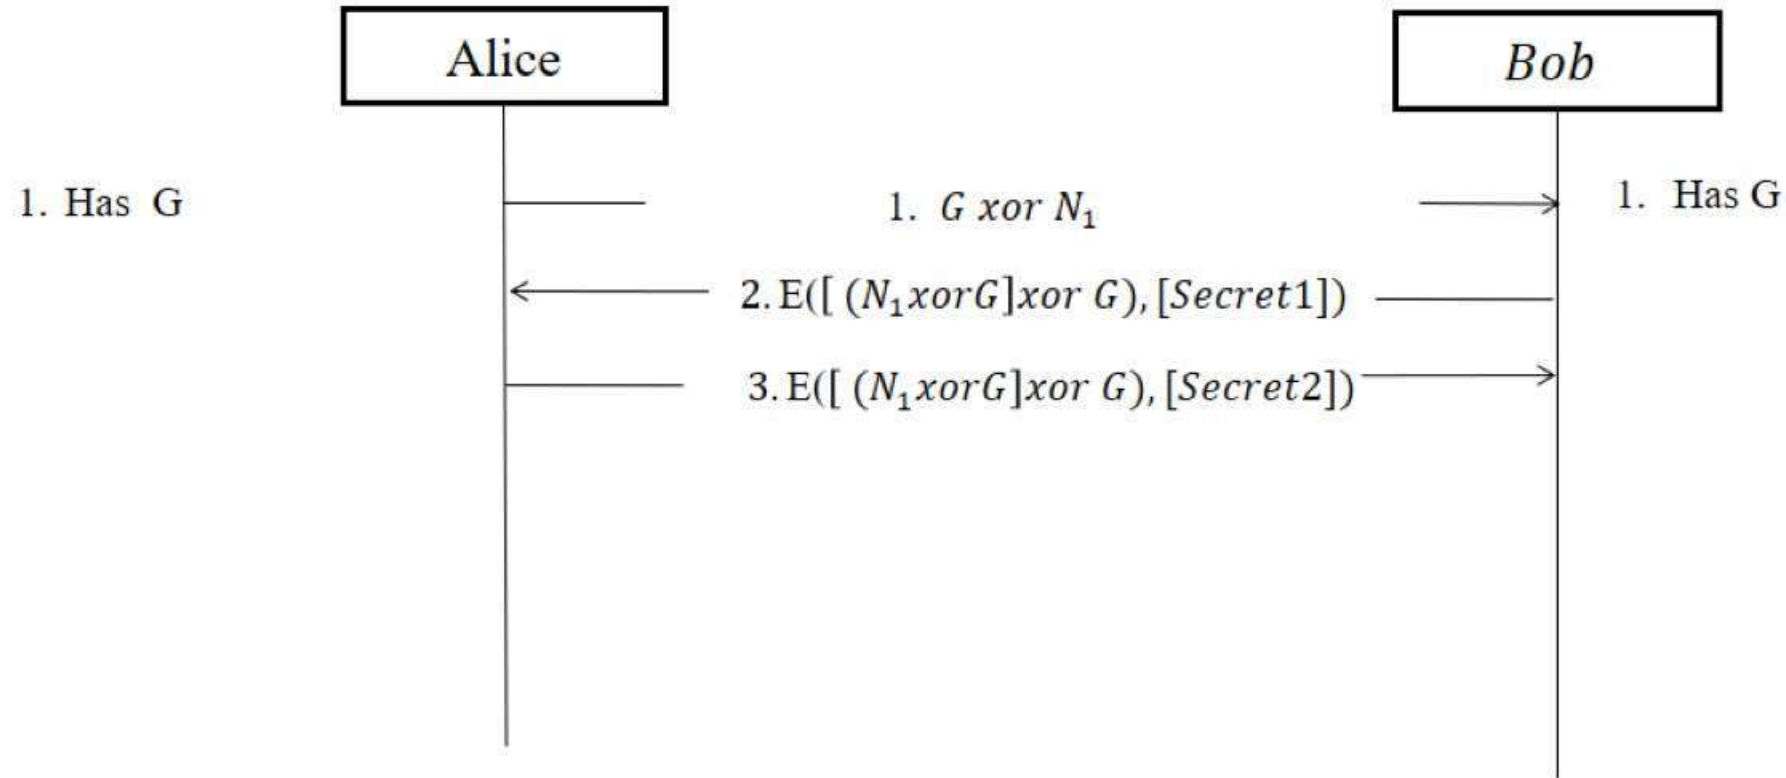 Alice
Bob
1. Has G
1. G xor N₁
1. Has G
2. E([ (N₁xorG]xor G), [Secret1])
3. E([ (N₁xorG]xor G), [Secret2])